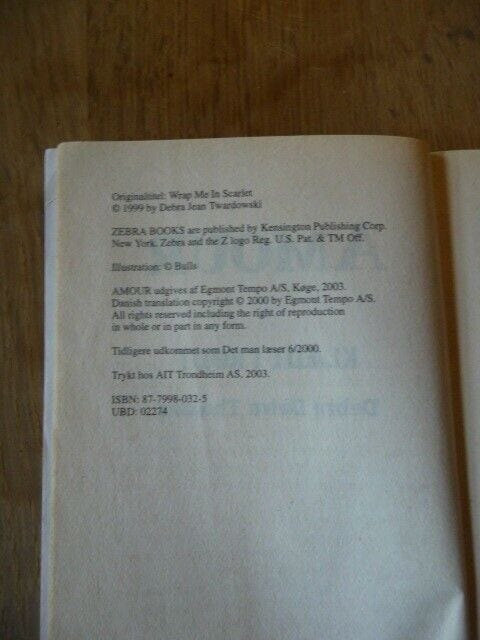 Originaltitel: Wrap Me In Scarlet
© 1999 by Debra Jean Twardowski
ZEBRA BOOKS are published by Kensington Publishing Corp.
New York. Zebra and the Z logo Reg. U.S. Pat. & TM Off.
Illustration: © Bulls
AMOUR udgives af Egmont Tempo A/S, Køge, 2003.
Danish translation copyright © 2000 by Egmont Tempo A/S.
All rights reserved including the right of reproduction
in whole or in part in any form.
Tidligere udkommet som Det man læser 6/2000.
Trykt hos AIT Trondheim AS, 2003.
ISBN: 87-7998-032-5
UBD: 02274